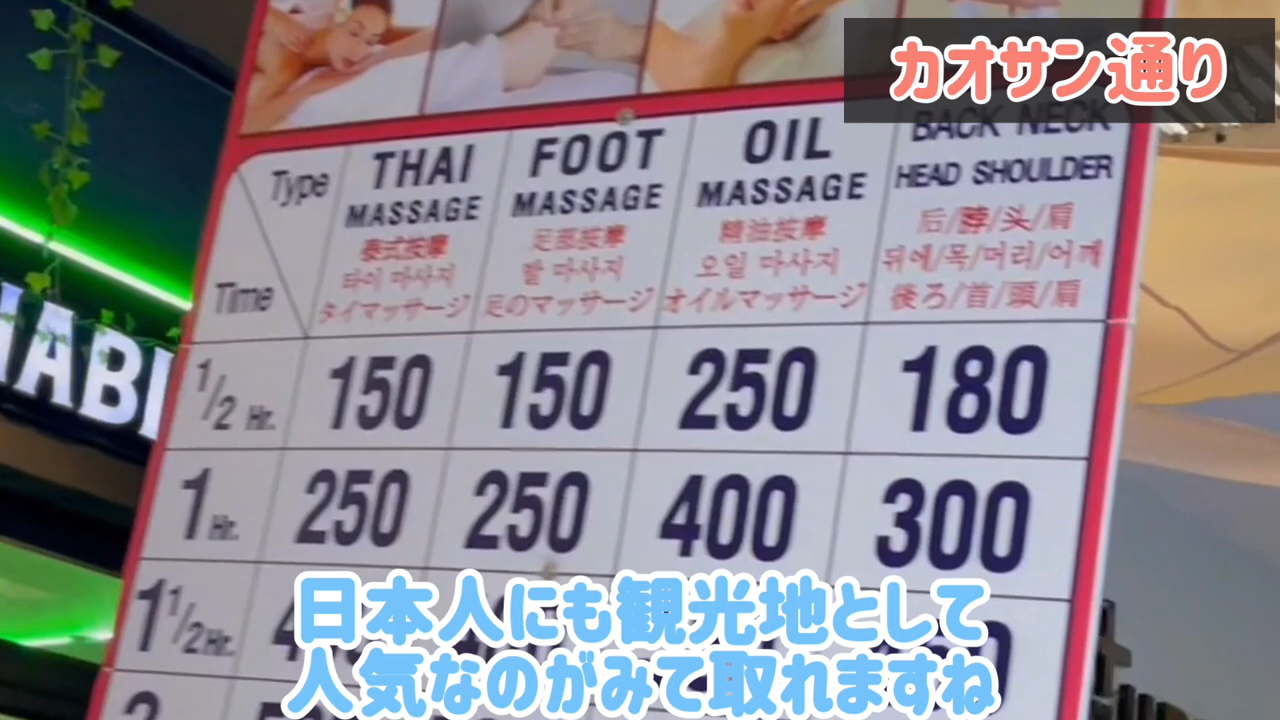 カオサン通り
Type
Time
THAI
MASSAGE
泰式按摩
타이 마사지
タイマッサージ
FOOT
MASSAGE
足部按摩
발 마사지
足のマッサージ
OIL
MASSAGE
精油按摩
오일 마사지
オイルマッサージ
BACK NECK
HEAD SHOULDER
后/脖/头/肩
뒤에/목/머리/어깨
後ろ/首/頭/肩
1/2 Hr. 150 150 250 180
1 Hr. 250 250 400 300
1 1/2 Hr.
日本人にも観光地として
人気なのがみて取れますね